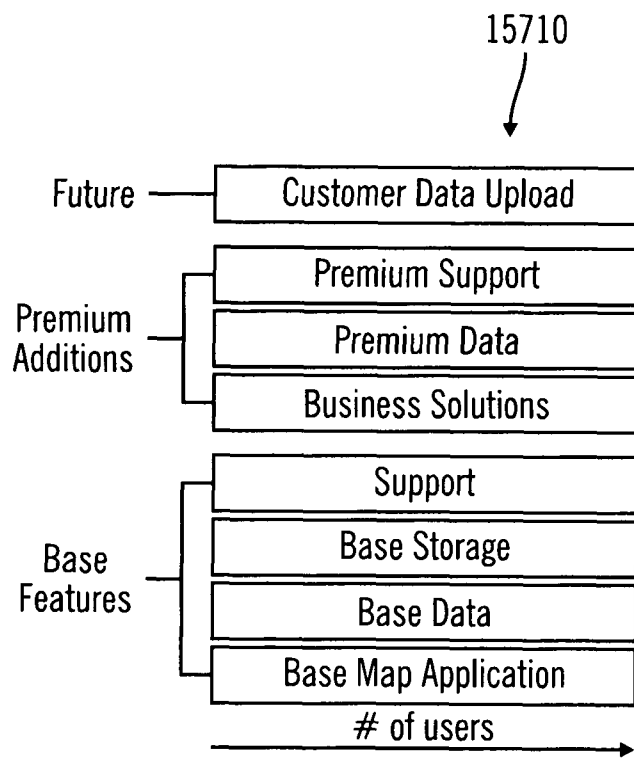 15710
Future
Customer Data Upload
Premium
Additions
Premium Support
Premium Data
Business Solutions
Base
Features
Support
Base Storage
Base Data
Base Map Application
# of users